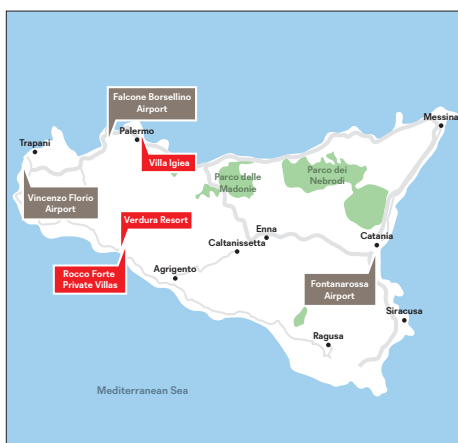 Falcone Borsellino
Airport
Messina
Palermo
Trapani
Villa Igiea
Parco dei
Nebrodi
Parco delle
Madonie
Vincenzo Florio
Airport
Verdura Resort
Enna
Catania
Caltanissetta
Rocco Forte
Private Villas
Agrigento
Fontanarossa
Airport
Siracusa
Ragusa
Mediterranean Sea